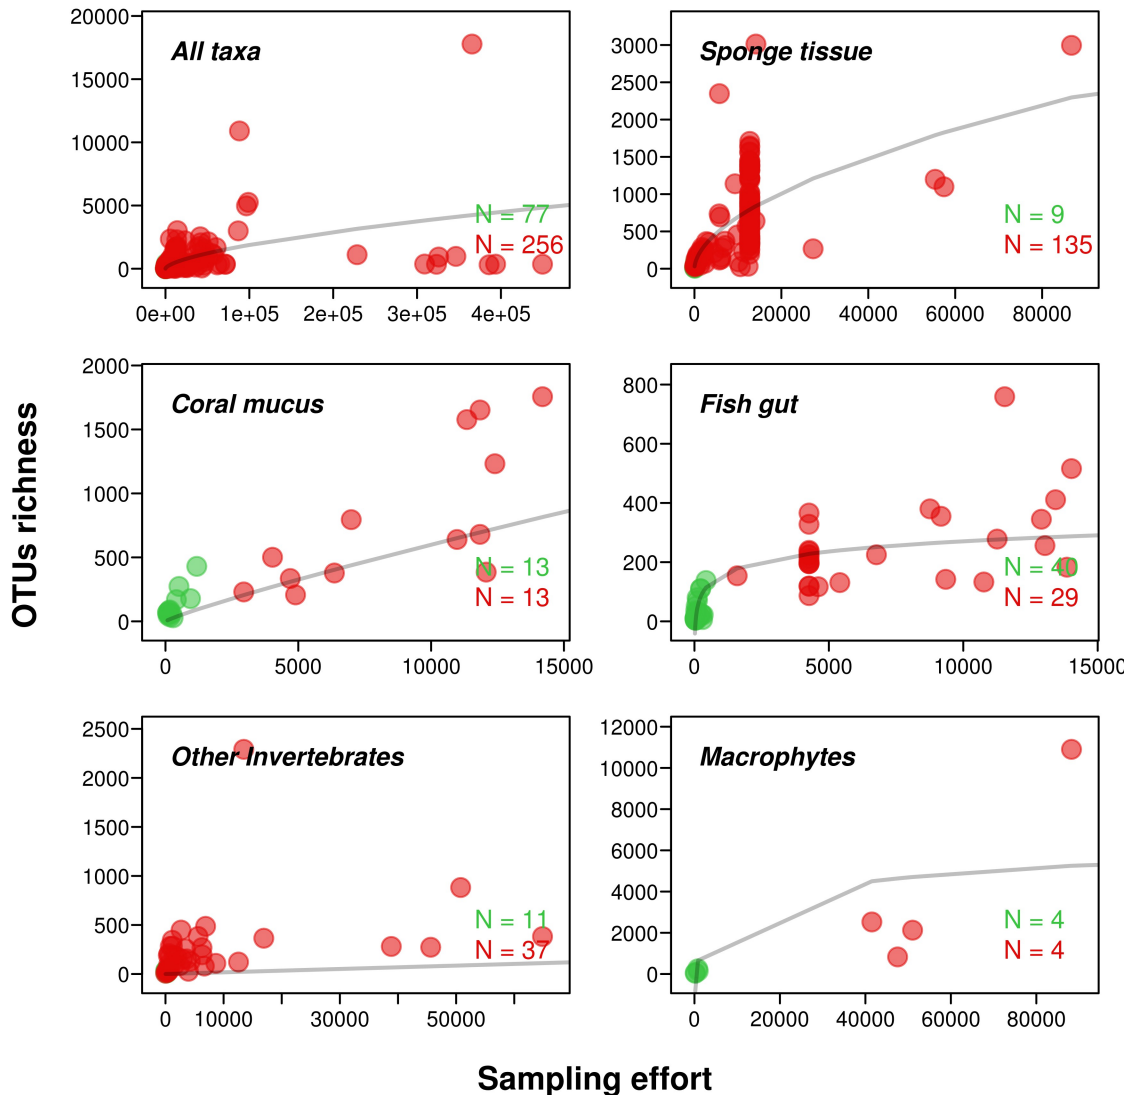 OTUs richness
All taxa
20000
15000
10000
5000
0
N = 77
N = 256
0e+00 1e+05 2e+05 3e+05 4e+05
Sponge tissue
3000
2500
2000
1500
1000
500
0
N = 9
N = 135
0 20000 40000 60000 80000
Coral mucus
2000
1500
1000
500
0
N = 13
N = 13
0 5000 10000 15000
Fish gut
800
600
400
200
0
N = 40
N = 29
0 5000 10000 15000
Other Invertebrates
2500
2000
1500
1000
500
0
N = 11
N = 37
0 10000 30000 50000
Macrophytes
12000
10000
8000
6000
4000
2000
0
N = 4
N = 4
0 20000 40000 60000 80000
Sampling effort